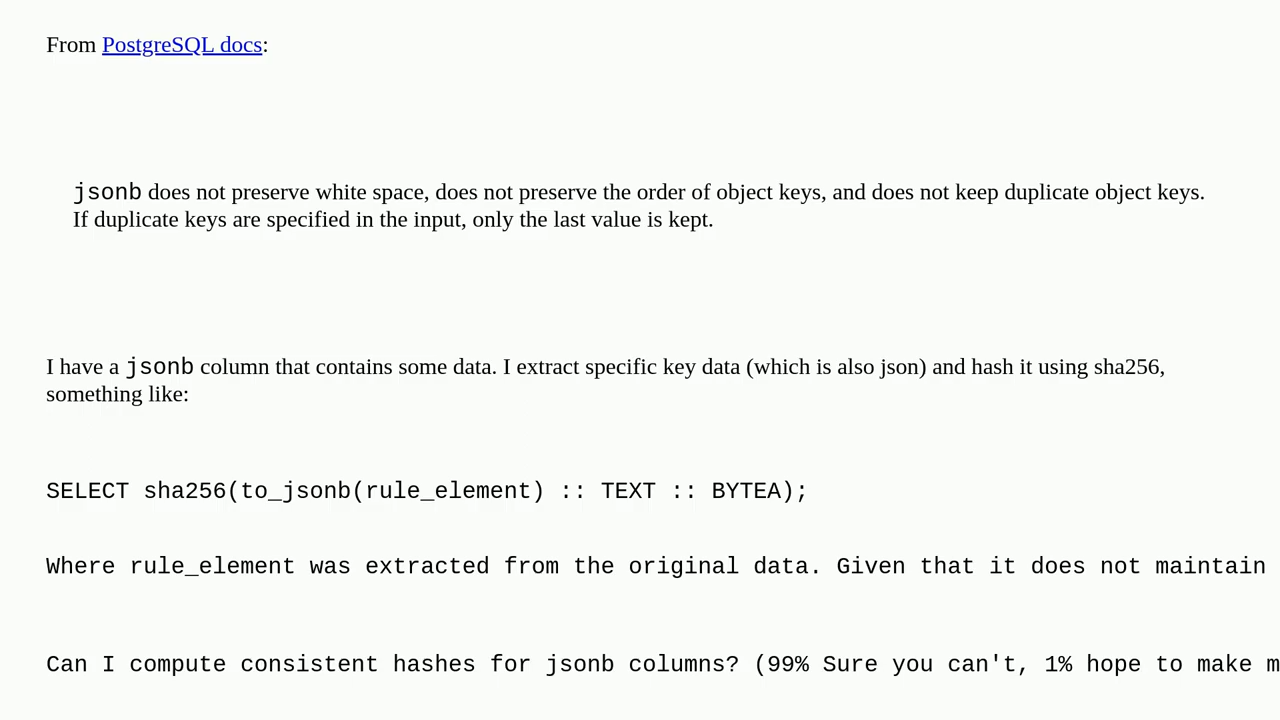 From PostgreSQL docs:
jsonb does not preserve white space, does not preserve the order of object keys, and does not keep duplicate object keys.
If duplicate keys are specified in the input, only the last value is kept.
I have a jsonb column that contains some data. I extract specific key data (which is also json) and hash it using sha256,
something like:
SELECT sha256(to_jsonb(rule_element) :: TEXT :: BYTEA);
Where rule_element was extracted from the original data. Given that it does not maintain
Can I compute consistent hashes for jsonb columns? (99% Sure you can't, 1% hope to make